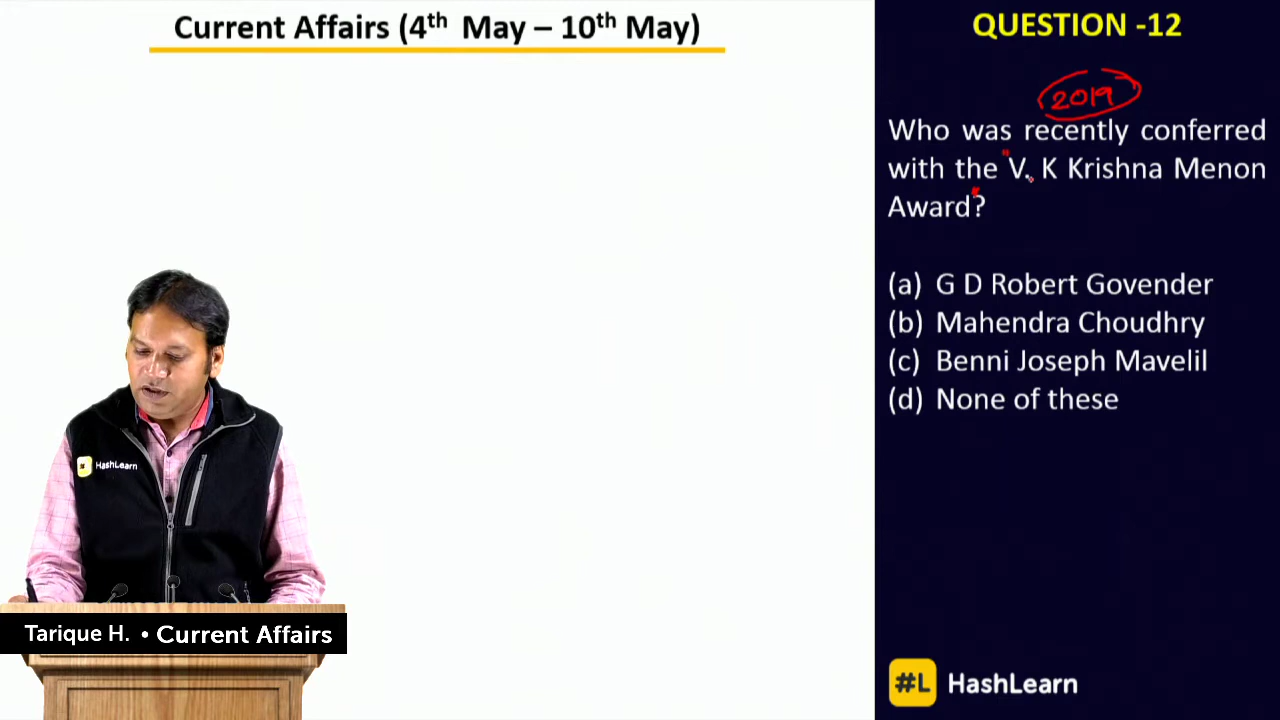 Current Affairs (4th May – 10th May)
QUESTION -12
2019
Who was recently conferred
with the "V. K Krishna Menon
Award"?
(a) G D Robert Govender
(b) Mahendra Choudhry
(c) Benni Joseph Mavelil
(d) None of these
# HashLearn
Tarique H. • Current Affairs
#L HashLearn